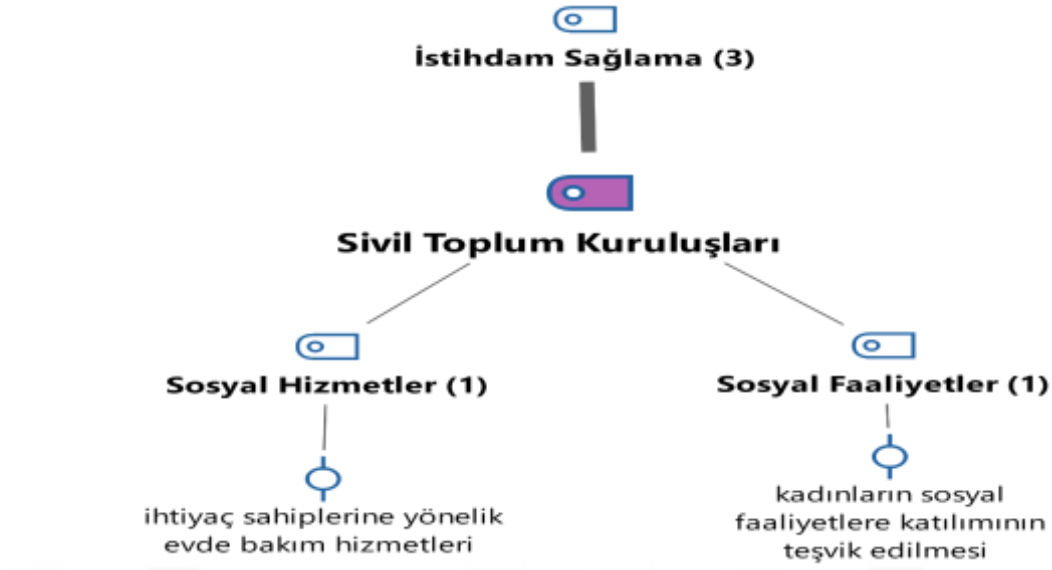 İstihdam Sağlama (3)
Sivil Toplum Kuruluşları
Sosyal Hizmetler (1)
Sosyal Faaliyetler (1)
ihtiyaç sahiplerine yönelik
evde bakım hizmetleri
kadınların sosyal
faaliyetlere katılımının
teşvik edilmesi